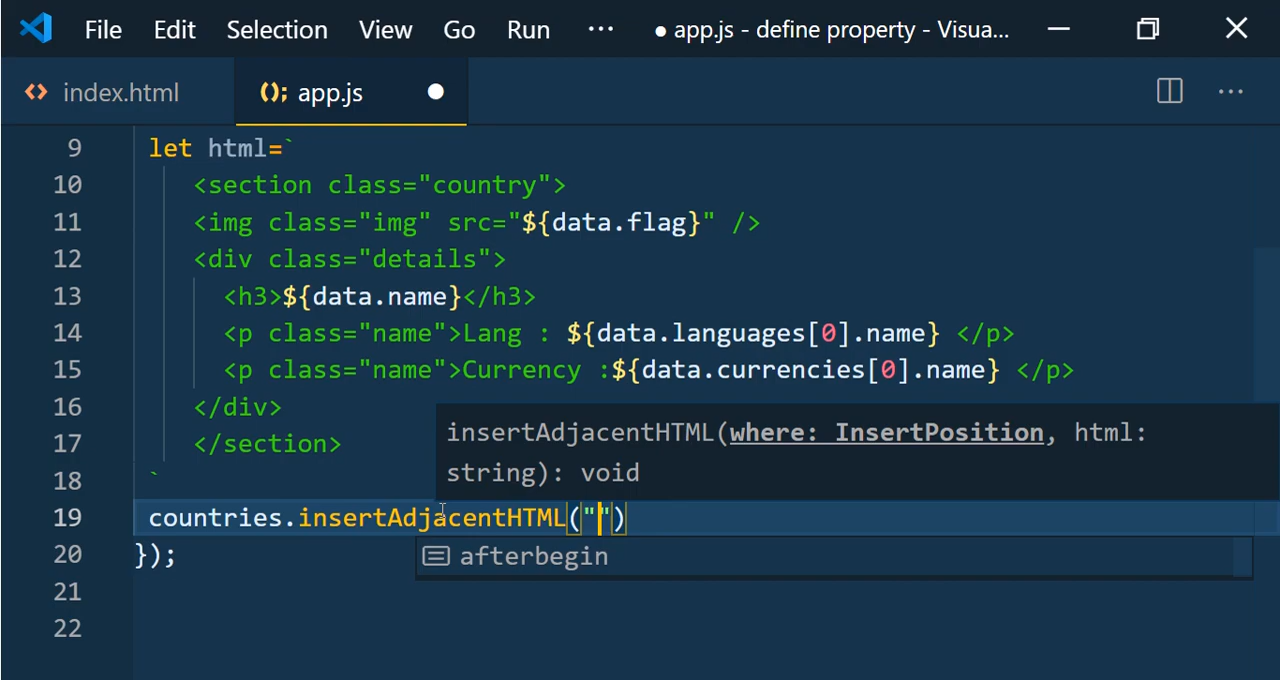 File Edit Selection View Go Run ··· ● app.js - define property - Visua...
index.html app.js
9 let html=`
10 <section class="country">
11 <img class="img" src="${data.flag}" />
12 <div class="details">
13 <h3>${data.name}</h3>
14 <p class="name">Lang : ${data.languages[0].name} </p>
15 <p class="name">Currency :${data.currencies[0].name} </p>
16 </div>
insertAdjacentHTML(where: InsertPosition, html:
17 </section>
string): void
18 `
19 countries.insertAdjacentHTML("")
20 });
afterbegin
21
22